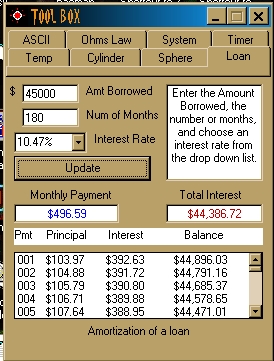 TOOL BOX
ASCII Ohms Law System Timer
Temp Cylinder Sphere Loan
$ 45000 Amt Borrowed
180 Num of Months
10.47% Interest Rate
Update
Enter the Amount
Borrowed, the
number or months,
and choose an
interest rate from
the drop down list.
Monthly Payment Total Interest
$496.59 $44,386.72
Pmt Principal Interest Balance
001 $103.97 $392.63 $44,896.03
002 $104.88 $391.72 $44,791.16
003 $105.79 $390.80 $44,685.37
004 $106.71 $389.88 $44,578.65
005 $107.64 $388.95 $44,471.01
Amortization of a loan